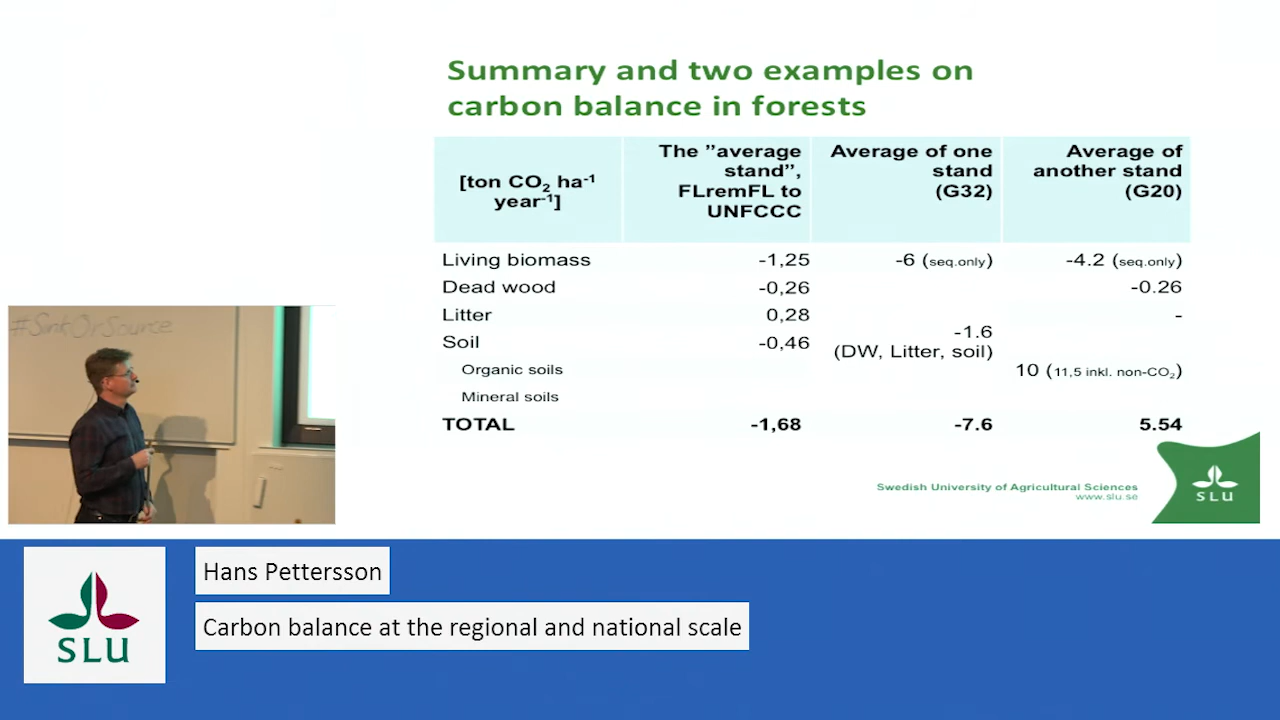 Summary and two examples on
carbon balance in forests
[ton CO₂ ha⁻¹
year⁻¹]
The ”average
stand”,
FLremFL to
UNFCCC
Average of one
stand
(G32)
Average of
another stand
(G20)
Living biomass -1,25 -6 (seq.only) -4.2 (seq.only)
Dead wood -0,26 -0.26
Litter 0,28 -
Soil -0,46 -1.6
(DW, Litter, soil)
Organic soils 10 (11,5 inkl. non-CO₂)
Mineral soils
TOTAL -1,68 -7.6 5.54
Swedish University of Agricultural Sciences
www.slu.se
SLU
#SinkOrSource
SLU
Hans Pettersson
Carbon balance at the regional and national scale